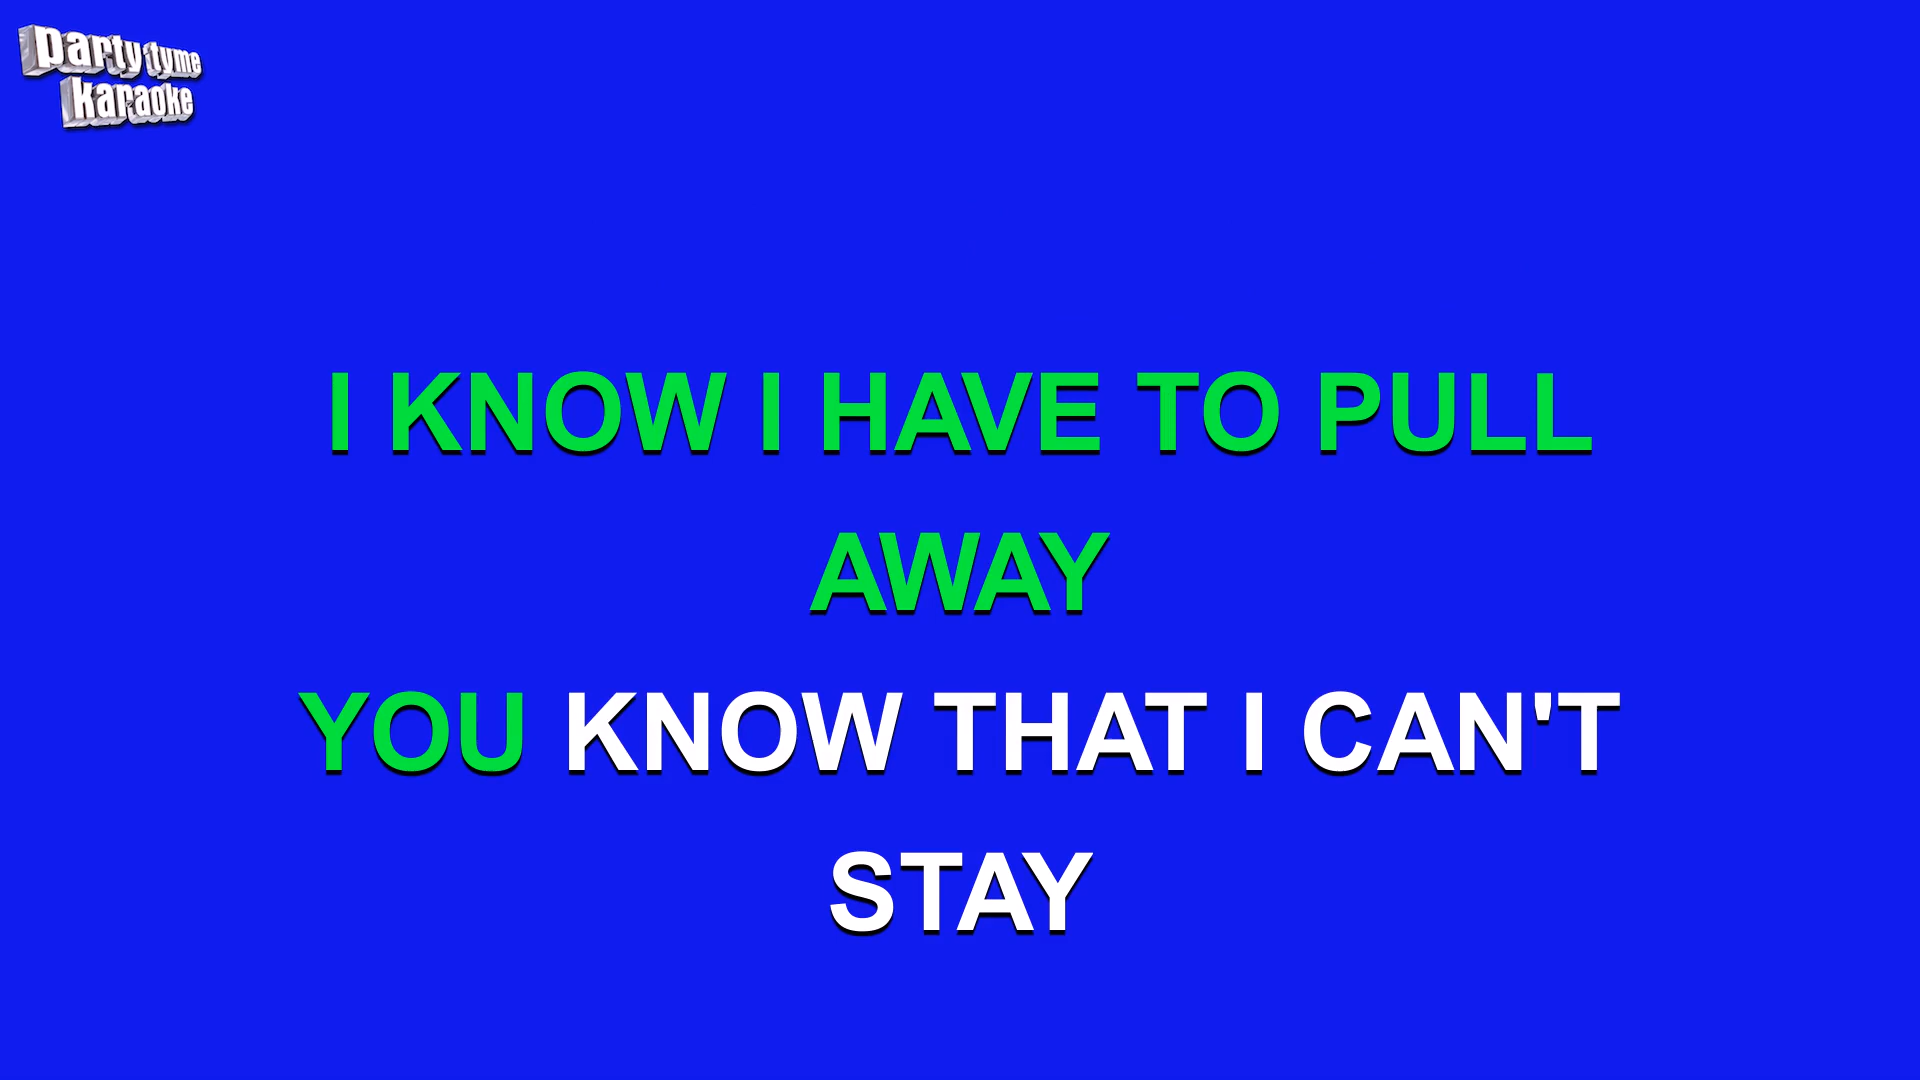 party tyme
karaoke
I KNOW I HAVE TO PULL
AWAY
YOU KNOW THAT I CAN'T
STAY